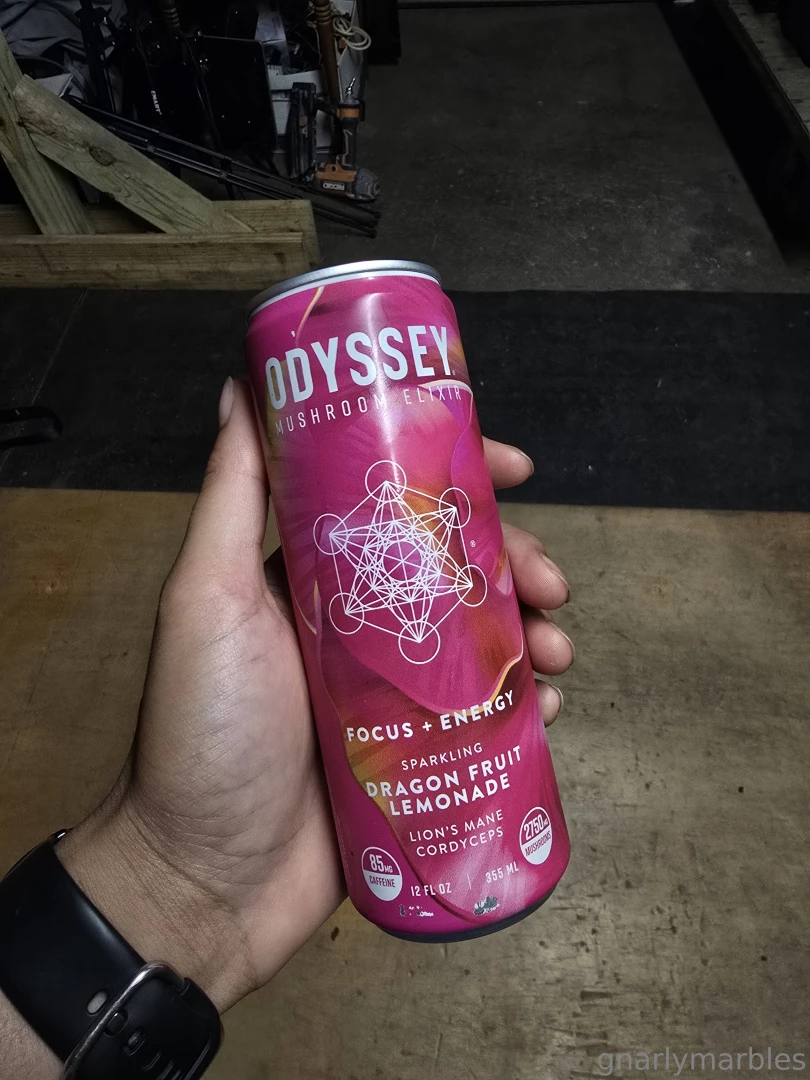 ODYSSEY
MUSHROOM ELIXIR
®
FOCUS + ENERGY
SPARKLING
DRAGON FRUIT
LEMONADE
LION'S MANE
CORDYCEPS
85MG
CAFFEINE
2750MG
MUSHROOMS
12 FL OZ | 355 ML
RIDGID
gnarlymarbles